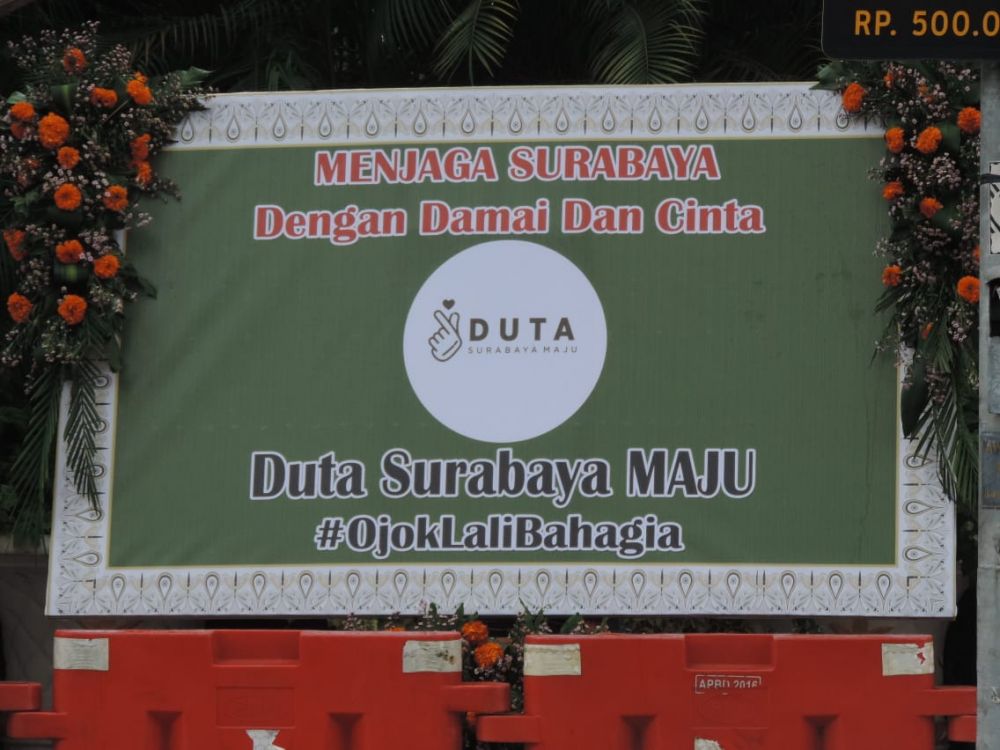 RP. 500.0
MENJAGA SURABAYA
Dengan Damai Dan Cinta
DUTA
SURABAYA MAJU
Duta Surabaya MAJU
#OjokLaliBahagia
APBD 2016